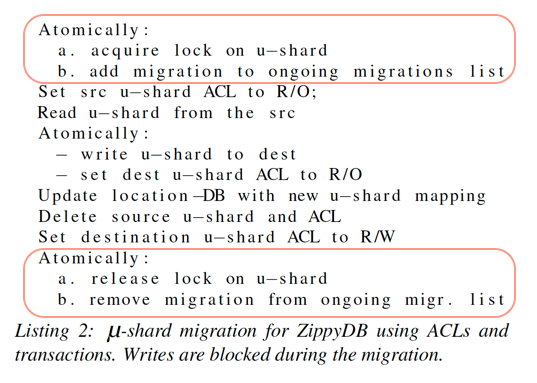 Atomically:
a. acquire lock on u–shard
b. add migration to ongoing migrations list
Set src u–shard ACL to R/O;
Read u–shard from the src
Atomically:
– write u–shard to dest
– set dest u–shard ACL to R/O
Update location–DB with new u–shard mapping
Delete source u–shard and ACL
Set destination u–shard ACL to R/W
Atomically:
a. release lock on u–shard
b. remove migration from ongoing migr. list
Listing 2: μ-shard migration for ZippyDB using ACLs and
transactions. Writes are blocked during the migration.